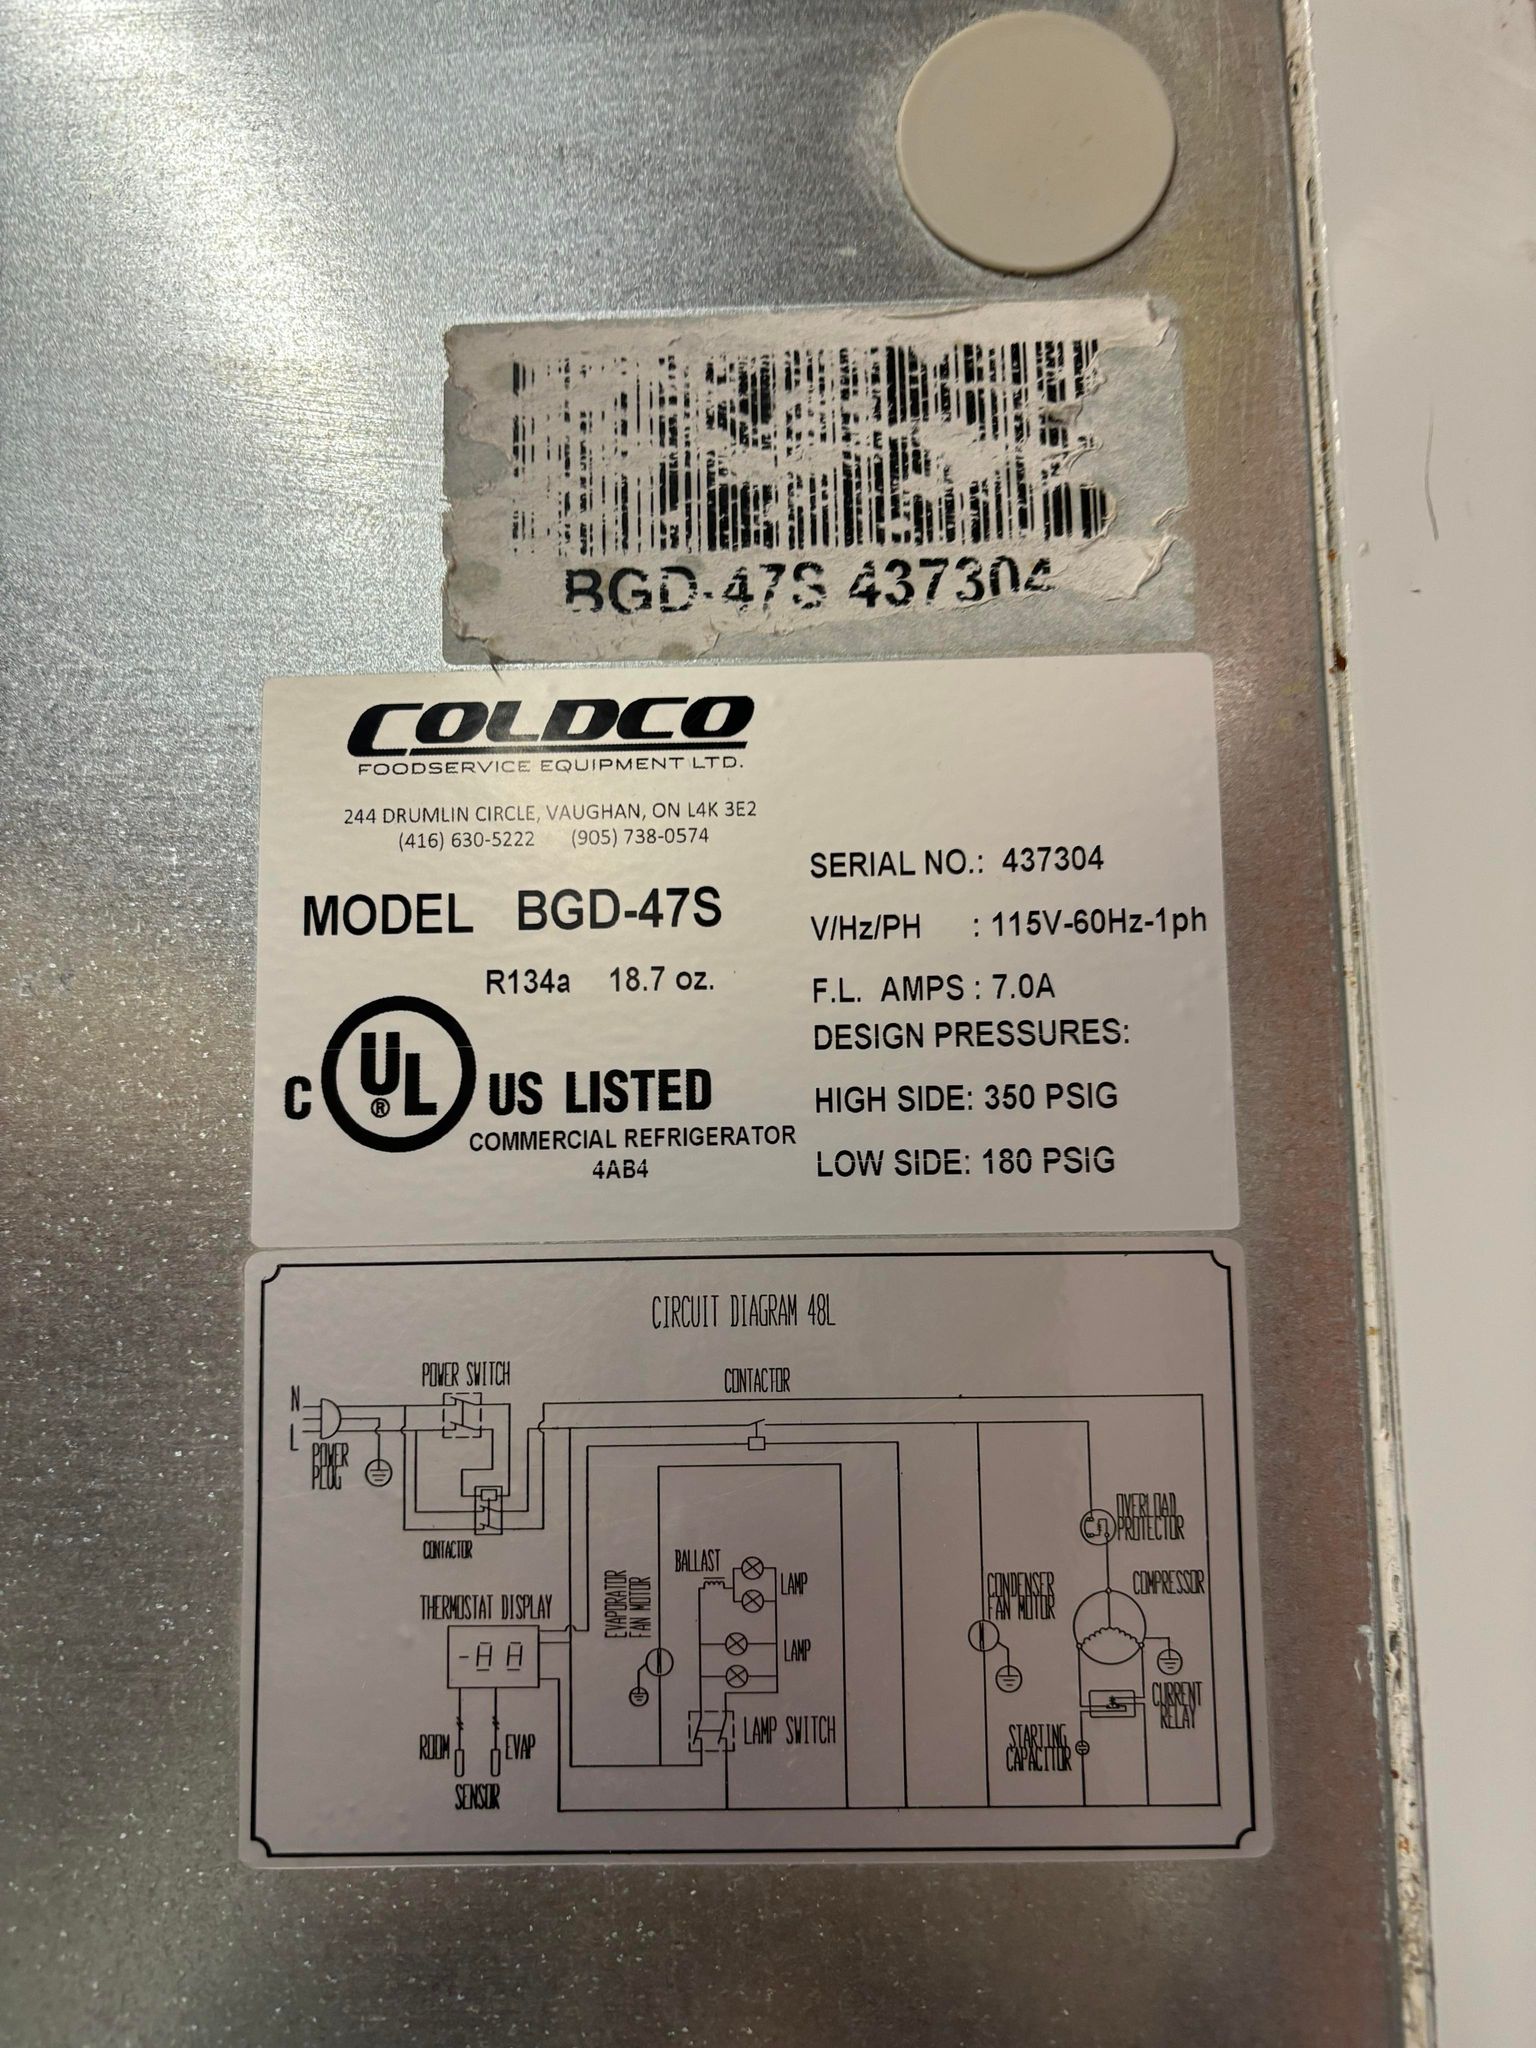 BGD-47S 437304
COLDCO
FOODSERVICE EQUIPMENT LTD.
244 DRUMLIN CIRCLE, VAUGHAN, ON L4K 3E2
(416) 630-5222 (905) 738-0574
MODEL BGD-47S
R134a 18.7 oz.
C UL ® US LISTED
COMMERCIAL REFRIGERATOR
4AB4
SERIAL NO.: 437304
V/Hz/PH : 115V-60Hz-1ph
F.L. AMPS : 7.0A
DESIGN PRESSURES:
HIGH SIDE: 350 PSIG
LOW SIDE: 180 PSIG
CIRCUIT DIAGRAM 48L
POWER SWITCH
CONTACTOR
N
L
POWER
PLUG
CONTACTOR
OVERLOAD
PROTECTOR
THERMOSTAT DISPLAY
EVAPORATOR
FAN MOTOR
BALLAST
LAMP
LAMP
CONDENSER
FAN MOTOR
COMPRESSOR
LAMP SWITCH
CURRENT
RELAY
STARTING
CAPACITOR
ROOM
EVAP
SENSOR